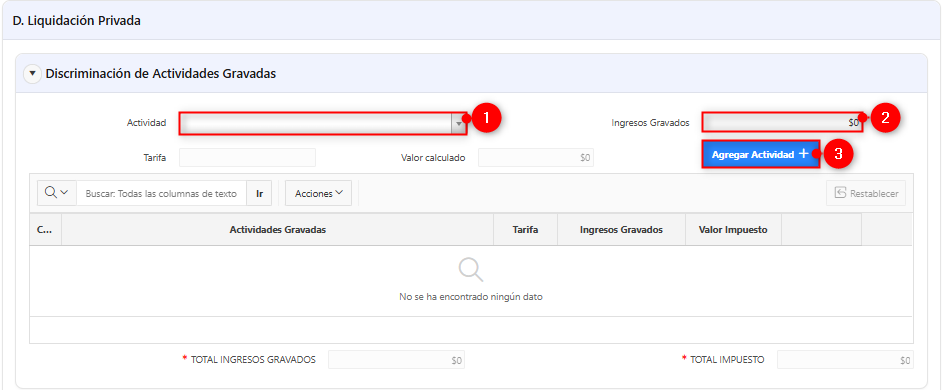 D. Liquidación Privada
Discriminación de Actividades Gravadas
Actividad 1 Ingresos Gravados $0 2
Tarifa Valor calculado $0 Agregar Actividad + 3
Buscar: Todas las columnas de texto Ir Acciones Restablecer
C... Actividades Gravadas Tarifa Ingresos Gravados Valor Impuesto
No se ha encontrado ningún dato
* TOTAL INGRESOS GRAVADOS $0 * TOTAL IMPUESTO $0